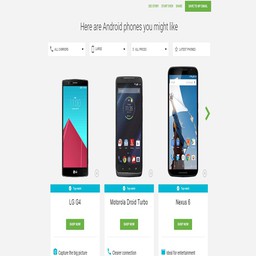 Here are Android phones you might like
ALL CARRIERS
LARGE
ALL PRICES
LATEST PHONES
LG G4
Motorola Droid Turbo
Nexus 6
SHOP NOW
SHOP NOW
SHOP NOW
Capture the big picture
Clearer connection
Ideal for entertainment